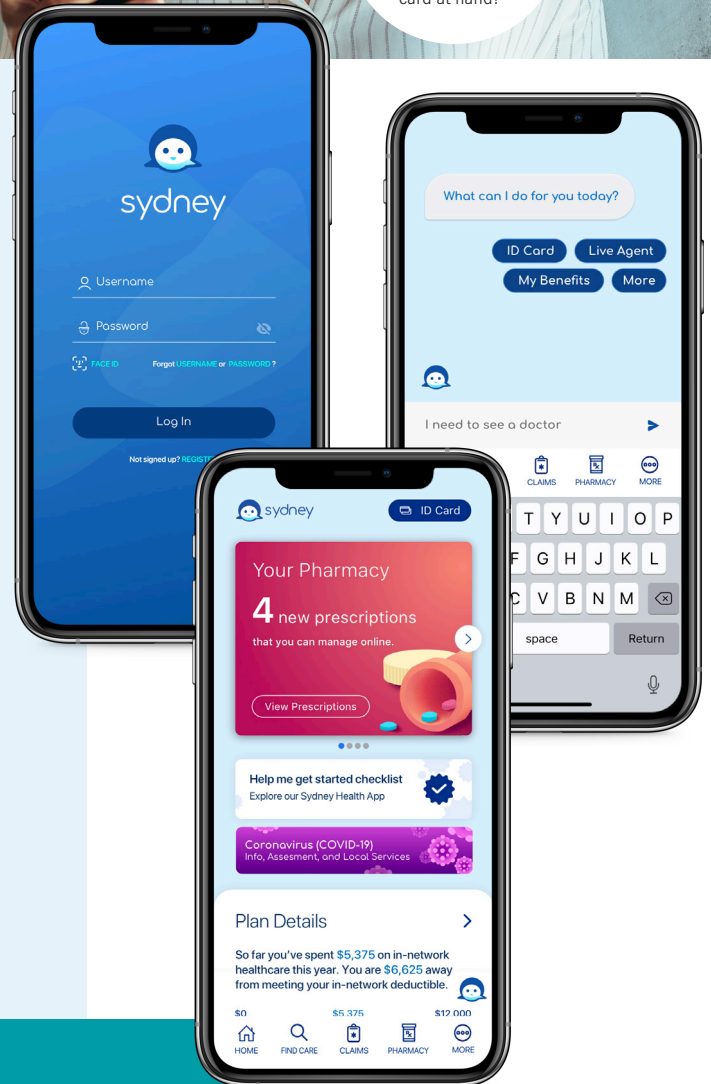 card at hand?
sydney
Username
Password
FACE ID
Forgot USERNAME or PASSWORD ?
Log In
Not signed up? REGISTE
What can I do for you today?
ID Card
Live Agent
My Benefits
More
I need to see a doctor
CLAIMS
PHARMACY
MORE
T Y U I O P
F G H J K L
C V B N M
space
Return
sydney
ID Card
Your Pharmacy
4 new prescriptions
that you can manage online.
View Prescriptions
Help me get started checklist
Explore our Sydney Health App
Coronavirus (COVID-19)
Info, Assesment, and Local Services
Plan Details
So far you've spent $5,375 on in-network
healthcare this year. You are $6,625 away
from meeting your in-network deductible.
$0
$5,375
$12,000
HOME
FIND CARE
CLAIMS
PHARMACY
MORE